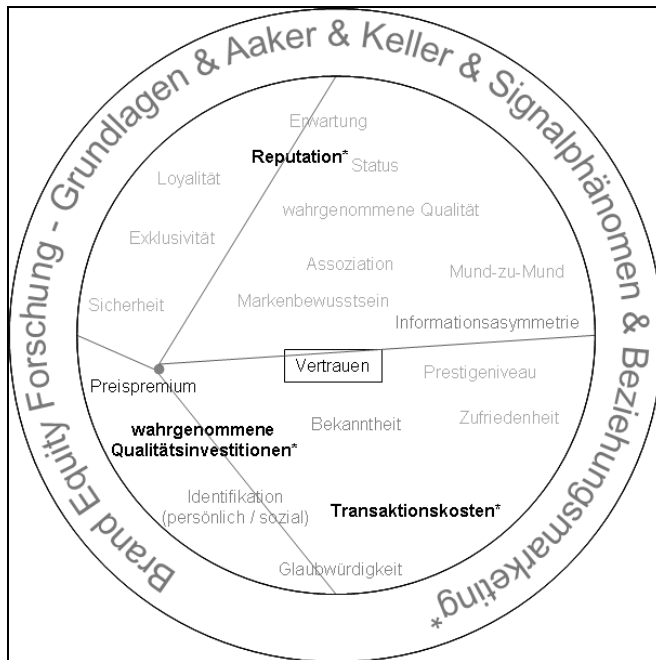 Brand Equity Forschung - Grundlagen & Aaker & Keller & Signalphänomen & Beziehungsmarketing*
Erwartung
Reputation*
Status
Loyalität
wahrgenommene Qualität
Exklusivität
Assoziation
Mund-zu-Mund
Sicherheit
Markenbewusstsein
Informationsasymmetrie
Vertrauen
Prestigeniveau
Preispremium
Bekanntheit
Zufriedenheit
wahrgenommene
Qualitätsinvestitionen*
Identifikation
(persönlich / sozial)
Transaktionskosten*
Glaubwürdigkeit